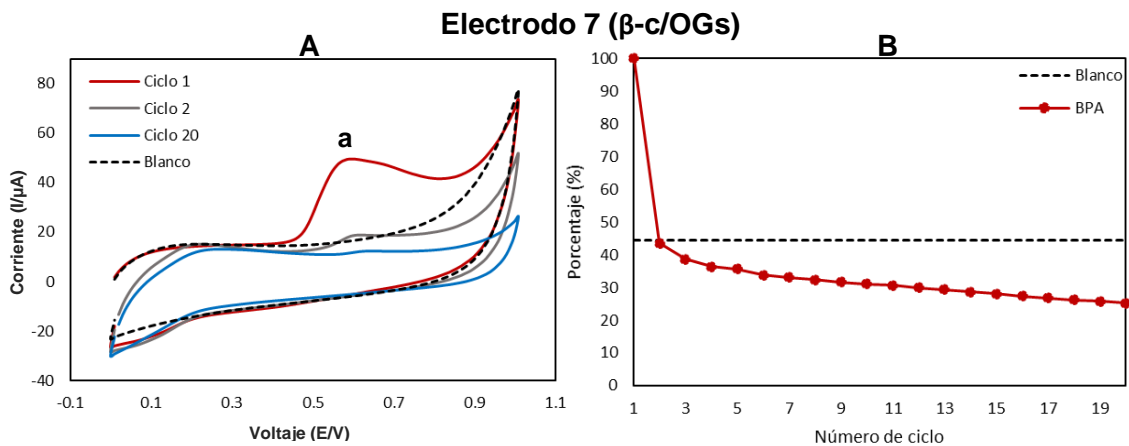 Electrodo 7 (β-c/OGs)
A
Corriente (I/µA)
80
60
40
20
0
-20
-40
Ciclo 1
Ciclo 2
Ciclo 20
Blanco
a
-0.1 0.1 0.3 0.5 0.7 0.9 1.1
Voltaje (E/V)
B
Porcentaje (%)
100
90
80
70
60
50
40
30
20
10
0
Blanco
BPA
1 3 5 7 9 11 13 15 17 19
Número de ciclo